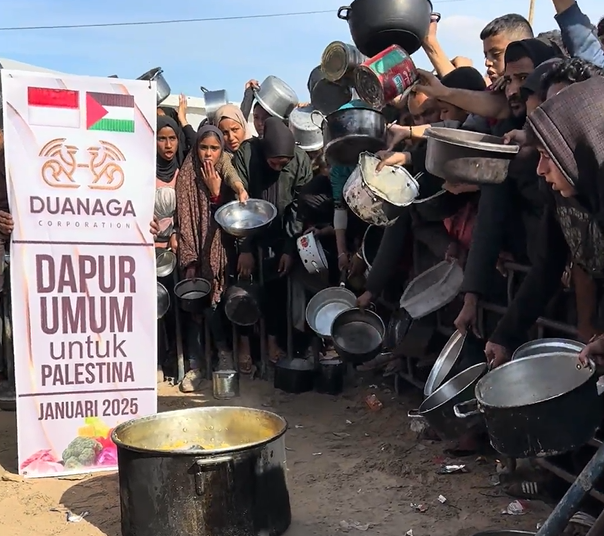 DUANAGA
CORPORATION
DAPUR
UMUM
untuk
PALESTINA
JANUARI 2025